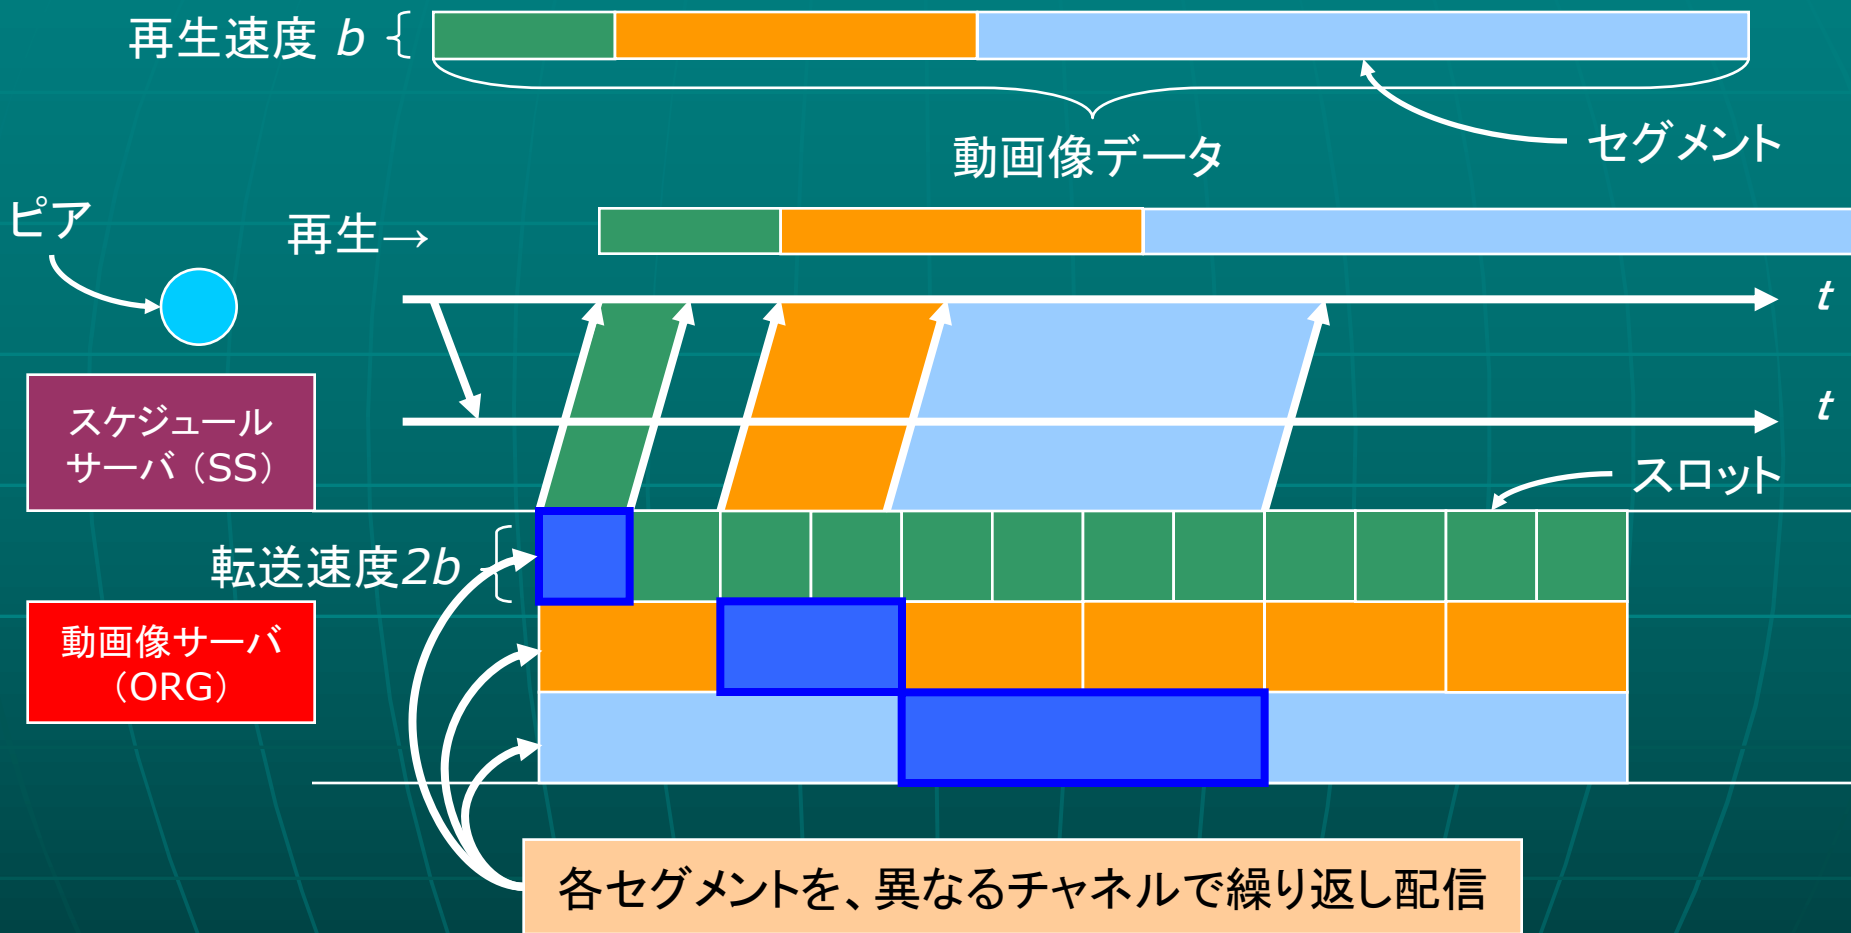 再生速度 b
動画像データ
セグメント
ピア
再生→
t
スケジュール
サーバ（SS）
t
スロット
転送速度2b
動画像サーバ
（ORG）
各セグメントを、異なるチャネルで繰り返し配信